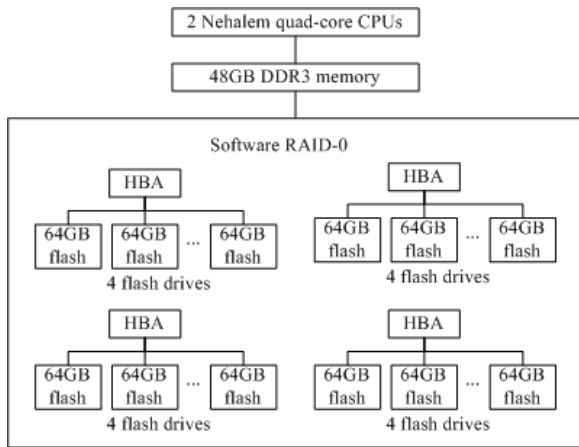 2 Nehalem quad-core CPUs
48GB DDR3 memory
Software RAID-0
HBA
64GB flash
64GB flash
...
64GB flash
4 flash drives
HBA
64GB flash
64GB flash
...
64GB flash
4 flash drives
HBA
64GB flash
64GB flash
...
64GB flash
4 flash drives
HBA
64GB flash
64GB flash
...
64GB flash
4 flash drives